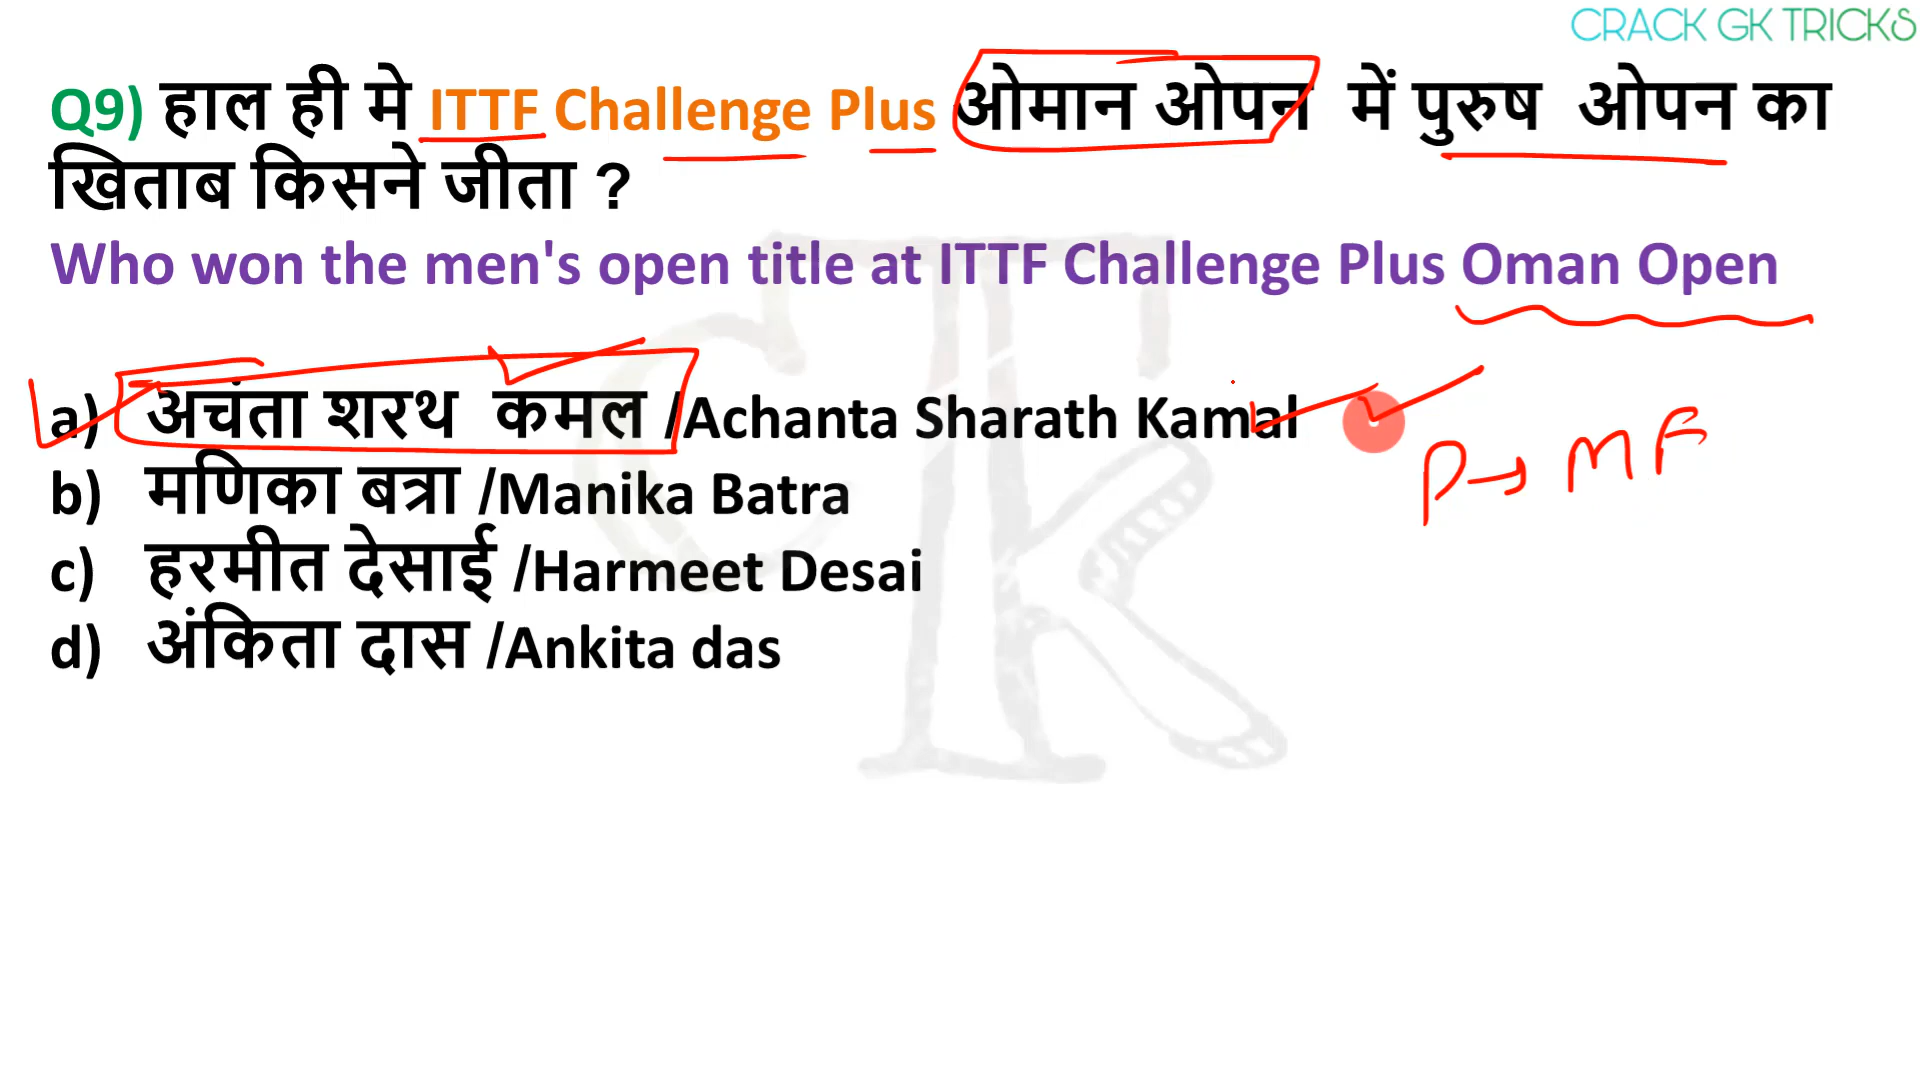 CRACK GK TRICKS
Q9) हाल ही मे ITTF Challenge Plus ओमान ओपन में पुरुष ओपन का
खिताब किसने जीता ?
Who won the men's open title at ITTF Challenge Plus Oman Open
a) अचंता शरथ कमल /Achanta Sharath Kamal
P→ MF
b) मणिका बत्रा /Manika Batra
c) हरमीत देसाई /Harmeet Desai
d) अंकिता दास /Ankita das